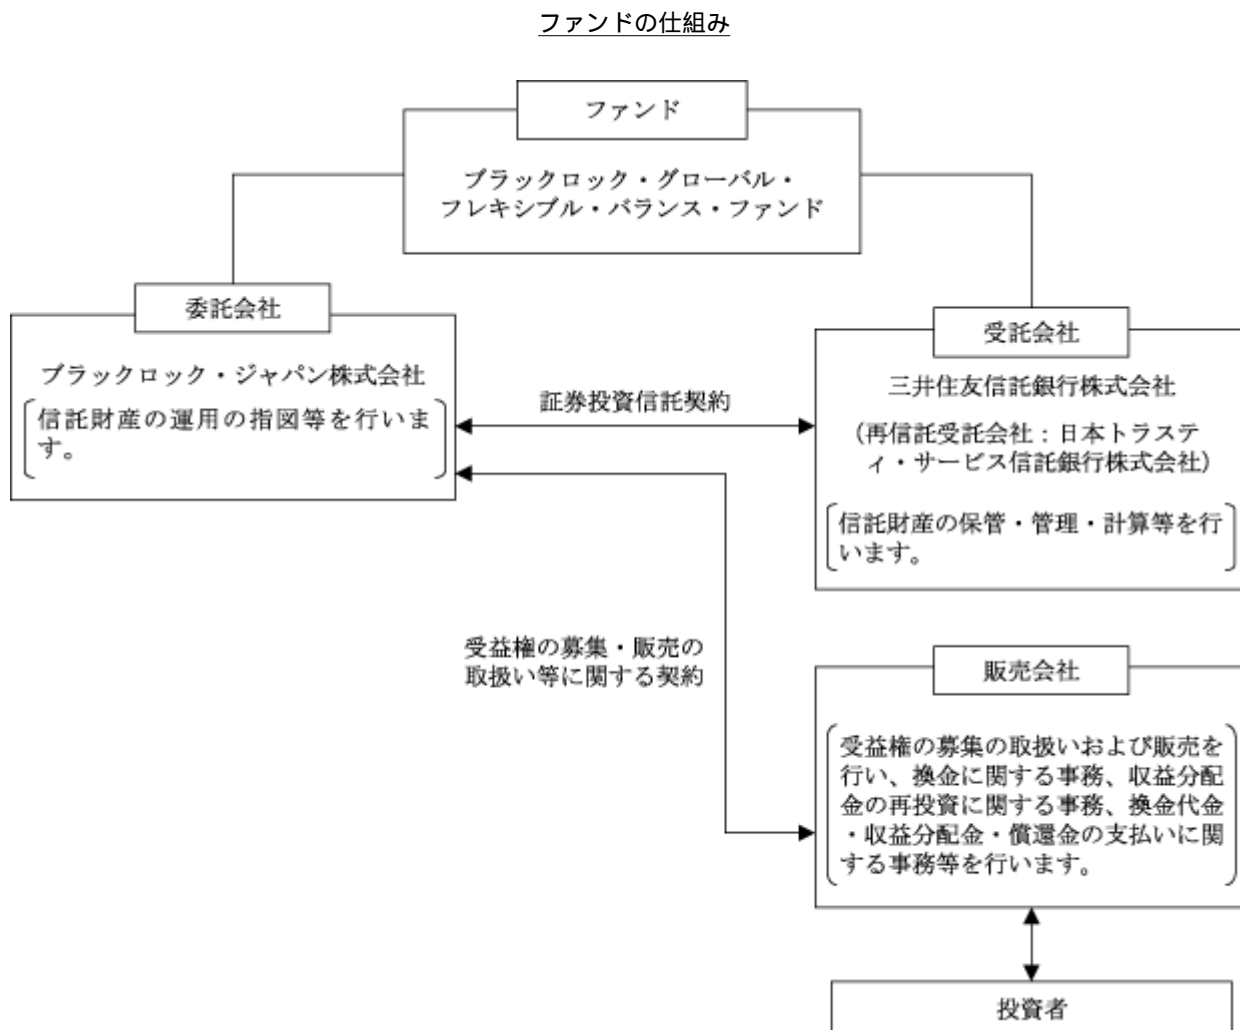 ファンドの仕組み
ファンド
ブラックロック・グローバル・
フレキシブル・バランス・ファンド
委託会社
ブラックロック・ジャパン株式会社
信託財産の運用の指図等を行いま
す。
証券投資信託契約
受託会社
三井住友信託銀行株式会社
（再信託受託会社：日本トラステ
ィ・サービス信託銀行株式会社）
信託財産の保管・管理・計算等を行
います。
受益権の募集・販売の
取扱い等に関する契約
販売会社
受益権の募集の取扱いおよび販売を
行い、換金に関する事務、収益分配
金の再投資に関する事務、換金代金
・収益分配金・償還金の支払いに関
する事務等を行います。
投資者